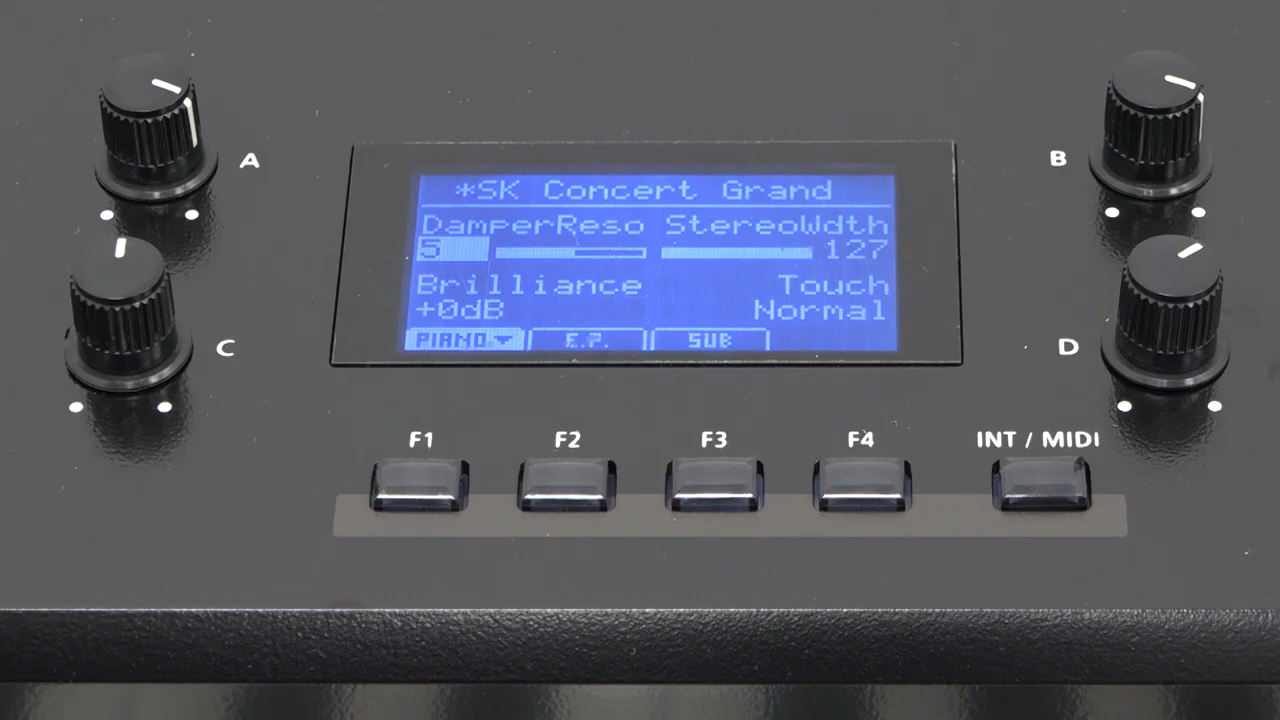 *SK Concert Grand
DamperReso StereoWdth
5 127
Brilliance Touch
+0dB Normal
PIANO E.P. SUB
A
B
C
D
F1 F2 F3 F4 INT / MIDI